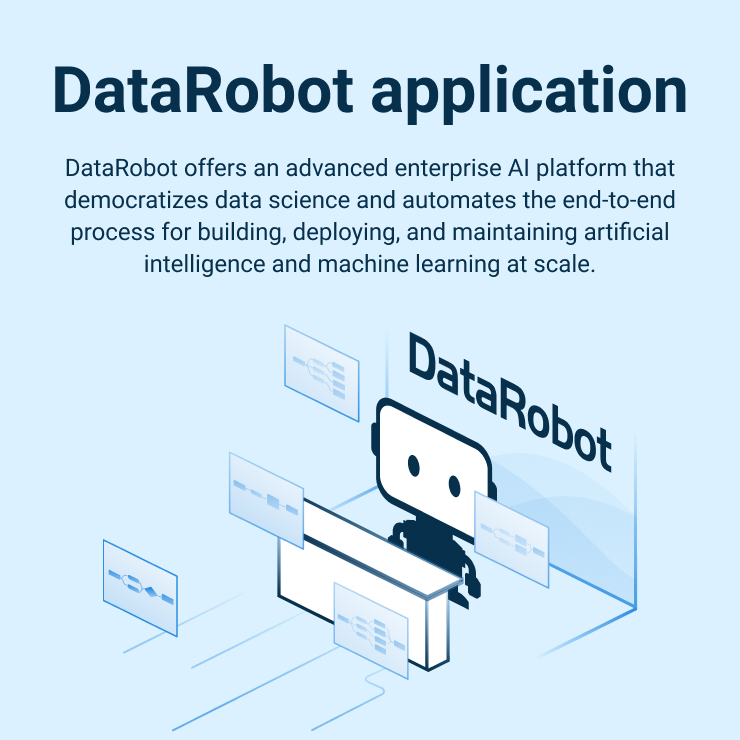 DataRobot application
DataRobot offers an advanced enterprise AI platform that
democratizes data science and automates the end-to-end
process for building, deploying, and maintaining artificial
intelligence and machine learning at scale.
DataRobot